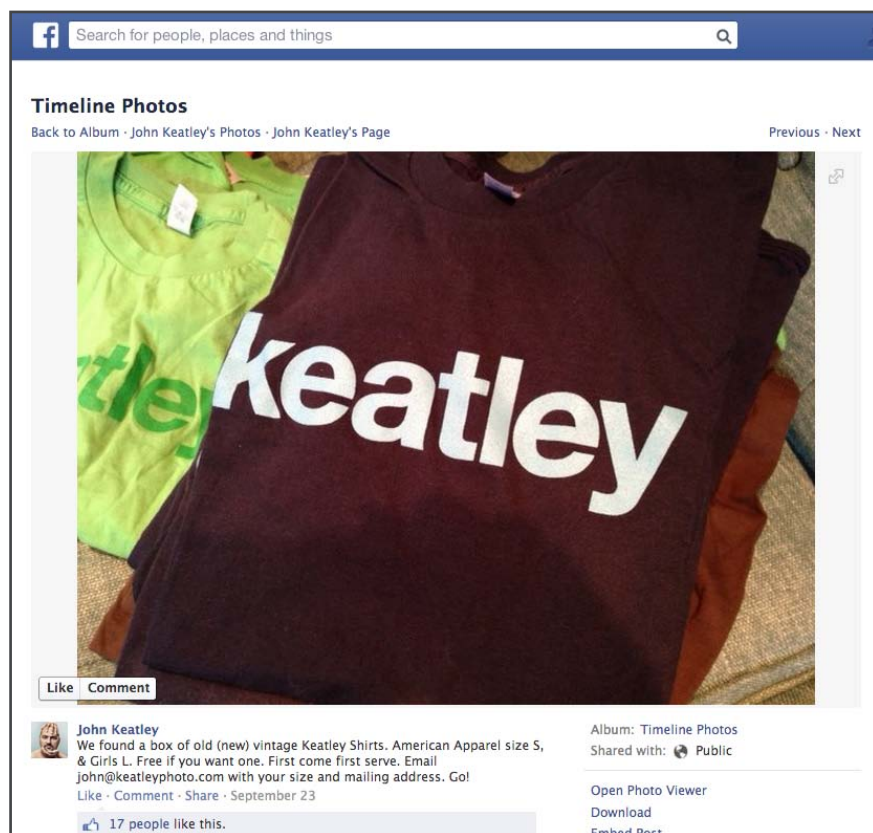 Search for people, places and things
Timeline Photos
Back to Album · John Keatley's Photos · John Keatley's Page
Previous · Next
tley
keatley
Like Comment
John Keatley
We found a box of old (new) vintage Keatley Shirts. American Apparel size S,
& Girls L. Free if you want one. First come first serve. Email
john@keatleyphoto.com with your size and mailing address. Go!
Like · Comment · Share · September 23
17 people like this.
Album: Timeline Photos
Shared with: Public
Open Photo Viewer
Download
Embed Post